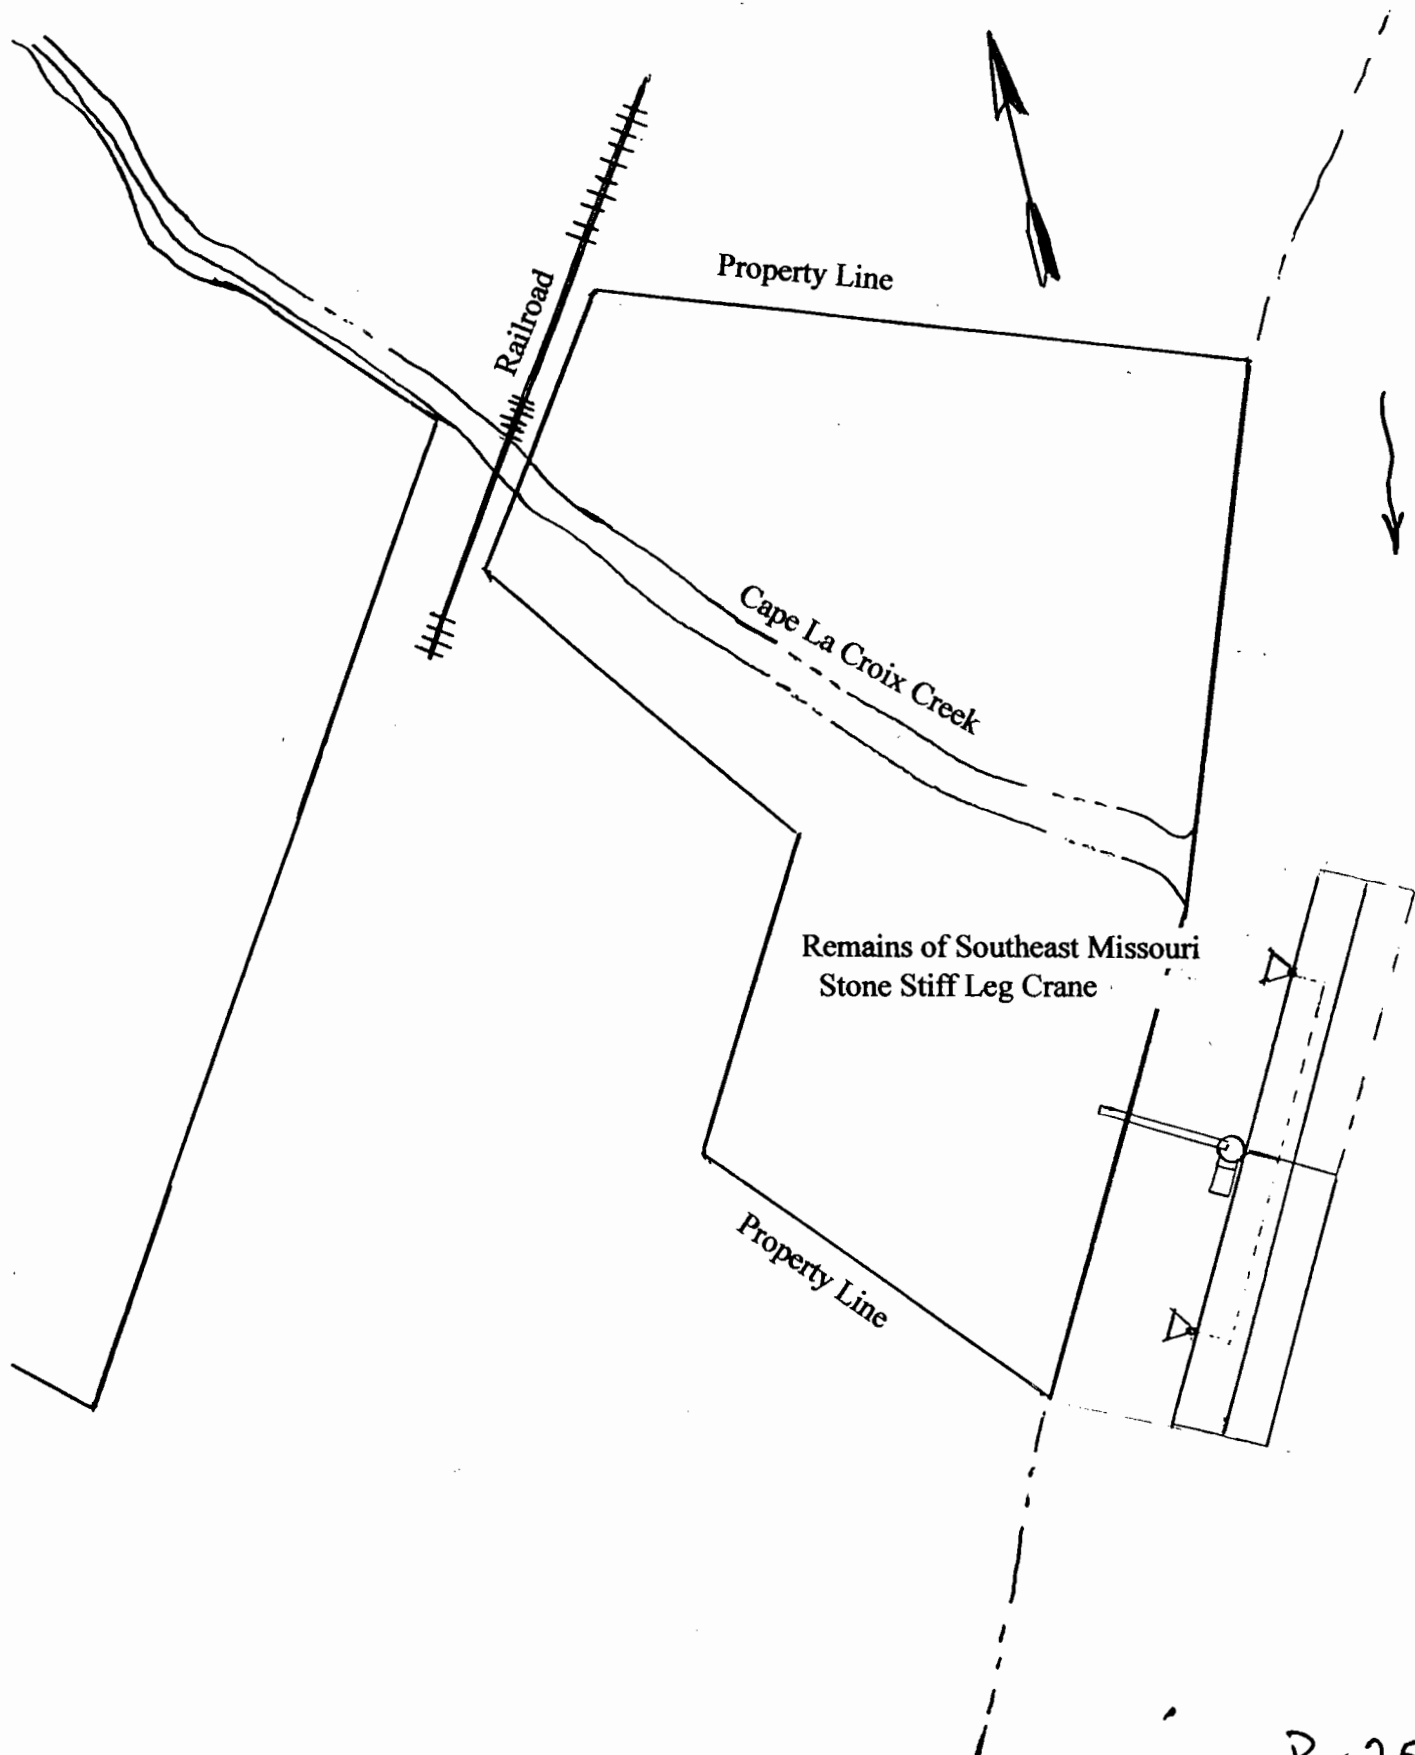 Property Line
Railroad
Cape La Croix Creek
Remains of Southeast Missouri
Stone Stiff Leg Crane
Property Line